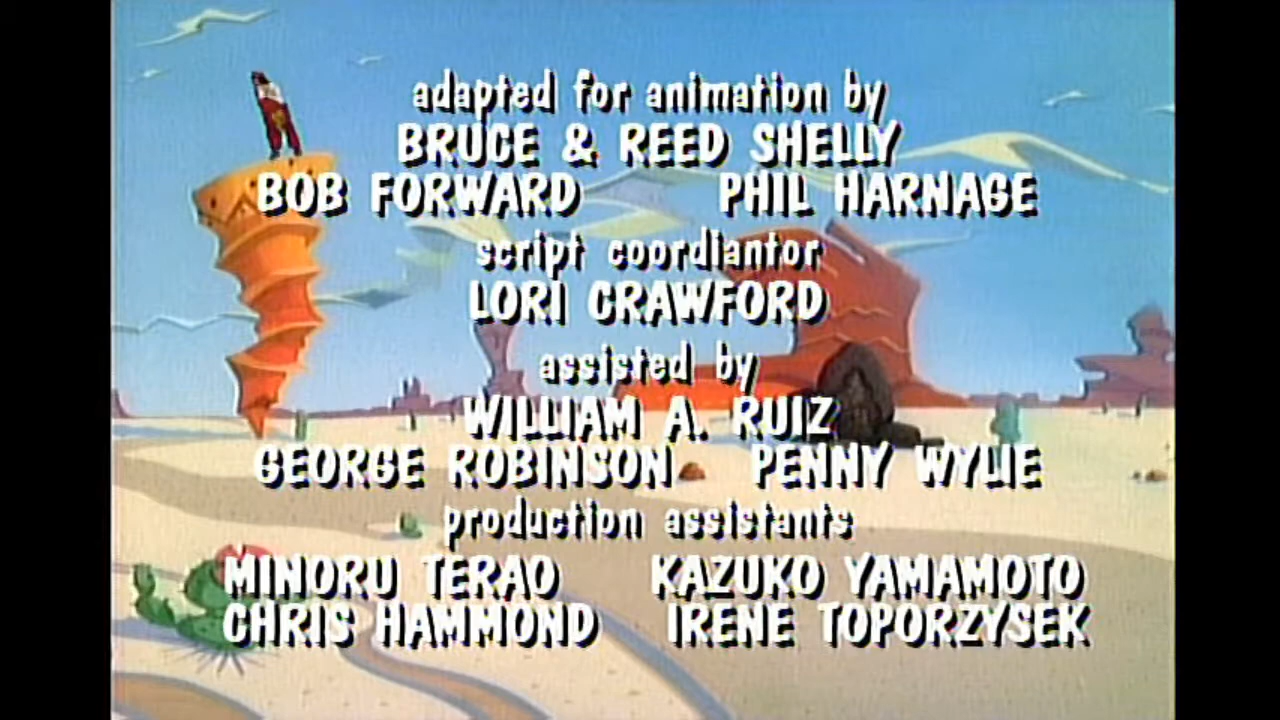 adapted for animation by
BRUCE & REED SHELLY
BOB FORWARD PHIL HARNAGE
script coordiantor
LORI CRAWFORD
assisted by
WILLIAM A. RUIZ
GEORGE ROBINSON PENNY WYLIE
production assistants
MINORU TERAO KAZUKO YAMAMOTO
CHRIS HAMMOND IRENE TOPORZYSEK